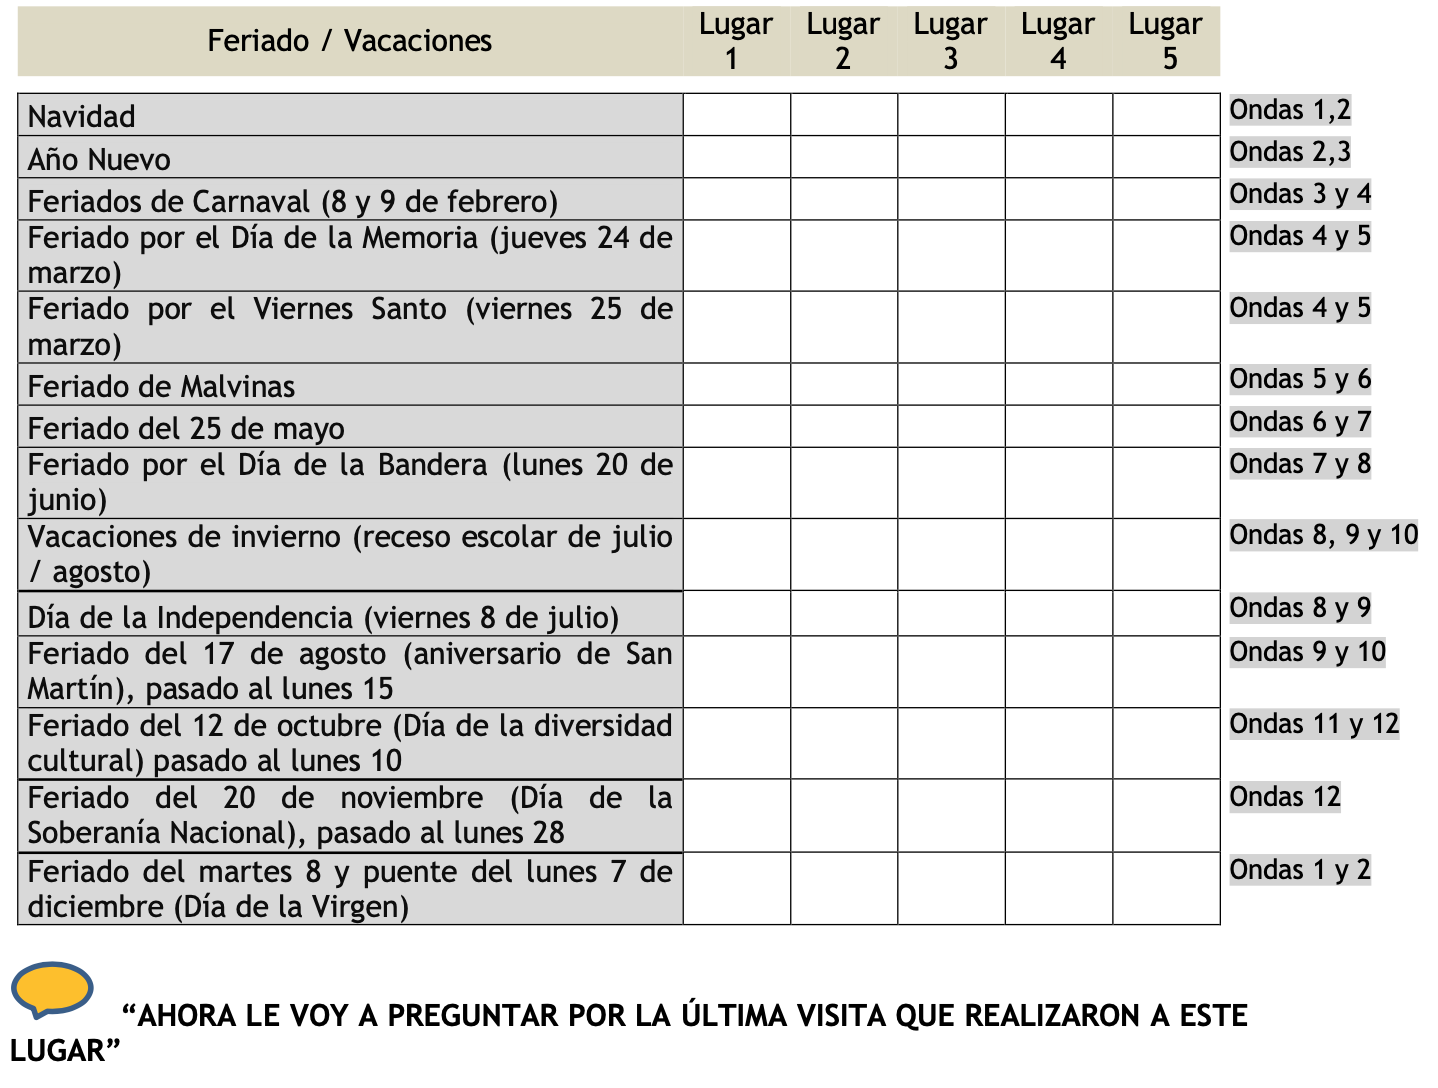 Feriado / Vacaciones Lugar 1 Lugar 2 Lugar 3 Lugar 4 Lugar 5
Navidad Ondas 1,2
Año Nuevo Ondas 2,3
Feriados de Carnaval (8 y 9 de febrero) Ondas 3 y 4
Feriado por el Día de la Memoria (jueves 24 de Ondas 4 y 5
marzo)
Feriado por el Viernes Santo (viernes 25 de Ondas 4 y 5
marzo)
Feriado de Malvinas Ondas 5 y 6
Feriado del 25 de mayo Ondas 6 y 7
Feriado por el Día de la Bandera (lunes 20 de Ondas 7 y 8
junio)
Vacaciones de invierno (receso escolar de julio Ondas 8, 9 y 10
/ agosto)
Día de la Independencia (viernes 8 de julio) Ondas 8 y 9
Feriado del 17 de agosto (aniversario de San Ondas 9 y 10
Martín), pasado al lunes 15
Feriado del 12 de octubre (Día de la diversidad Ondas 11 y 12
cultural) pasado al lunes 10
Feriado del 20 de noviembre (Día de la Ondas 12
Soberanía Nacional), pasado al lunes 28
Feriado del martes 8 y puente del lunes 7 de Ondas 1 y 2
diciembre (Día de la Virgen)
“AHORA LE VOY A PREGUNTAR POR LA ÚLTIMA VISITA QUE REALIZARON A ESTE
LUGAR”